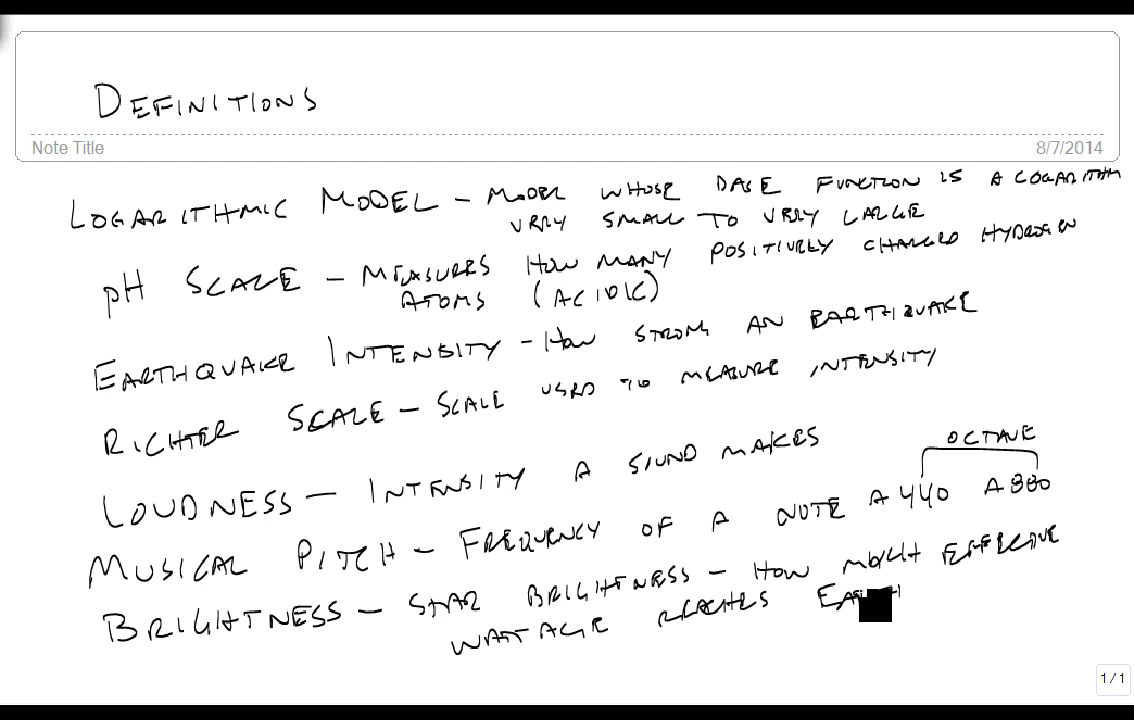 DEFINITIONS
Note Title
8/7/2014
LOGARITHMIC MODEL - MODEL WHOSE BASE FUNCTION IS A LOGARITHM
VERY SMALL TO VERY LARGE
pH SCALE - MEASURES HOW MANY POSITIVELY CHARGED HYDROGEN
ATOMS (ACIDIC)
EARTHQUAKE INTENSITY - HOW STRONG AN EARTHQUAKE
RICHTER SCALE - SCALE USED TO MEASURE INTENSITY
OCTAVE
LOUDNESS - INTENSITY A SOUND MAKES
MUSICAL PITCH - FREQUENCY OF A NOTE A 440 A 880
BRIGHTNESS - STAR BRIGHTNESS - HOW MUCH EFFECTIVE
WATTAGE REACHES
1/1